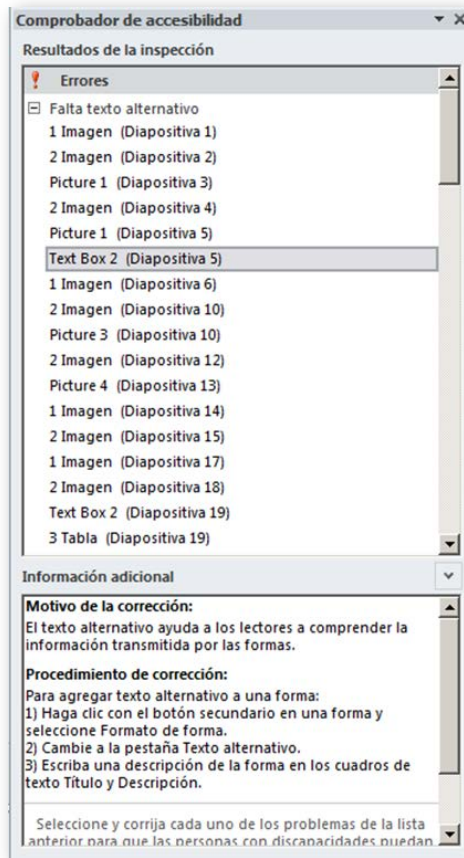 Comprobador de accesibilidad
Resultados de la inspección
Errores
Falta texto alternativo
1 Imagen (Diapositiva 1)
2 Imagen (Diapositiva 2)
Picture 1 (Diapositiva 3)
2 Imagen (Diapositiva 4)
Picture 1 (Diapositiva 5)
Text Box 2 (Diapositiva 5)
1 Imagen (Diapositiva 6)
2 Imagen (Diapositiva 10)
Picture 3 (Diapositiva 10)
2 Imagen (Diapositiva 12)
Picture 4 (Diapositiva 13)
1 Imagen (Diapositiva 14)
2 Imagen (Diapositiva 15)
1 Imagen (Diapositiva 17)
2 Imagen (Diapositiva 18)
Text Box 2 (Diapositiva 19)
3 Tabla (Diapositiva 19)
Información adicional
Motivo de la corrección:
El texto alternativo ayuda a los lectores a comprender la
información transmitida por las formas.
Procedimiento de corrección:
Para agregar texto alternativo a una forma:
1) Haga clic con el botón secundario en una forma y
seleccione Formato de forma.
2) Cambie a la pestaña Texto alternativo.
3) Escriba una descripción de la forma en los cuadros de
texto Título y Descripción.
Seleccione y corrija cada uno de los problemas de la lista
anterior para que las personas con discapacidades puedan